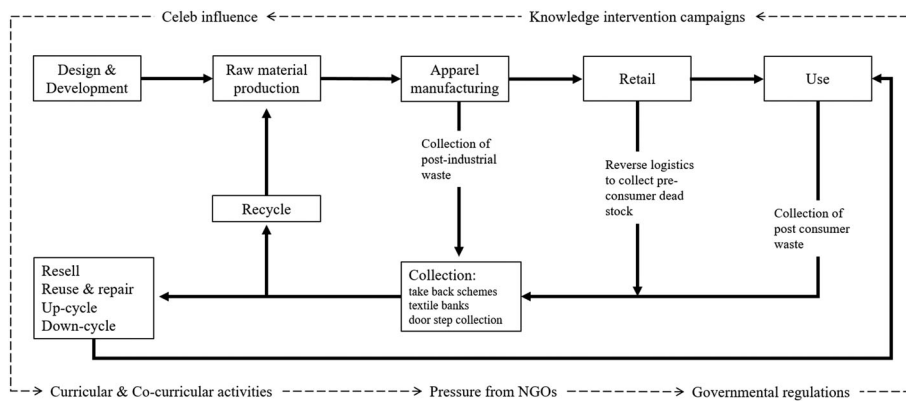 Celeb influence
Knowledge intervention campaigns
Design &
Development
Raw material
production
Apparel
manufacturing
Retail
Use
Collection of
post-industrial
waste
Reverse logistics
to collect pre-
consumer dead
stock
Collection of
post consumer
waste
Recycle
Resell
Reuse & repair
Up-cycle
Down-cycle
Collection:
take back schemes
textile banks
door step collection
Curricular & Co-curricular activities
Pressure from NGOs
Governmental regulations